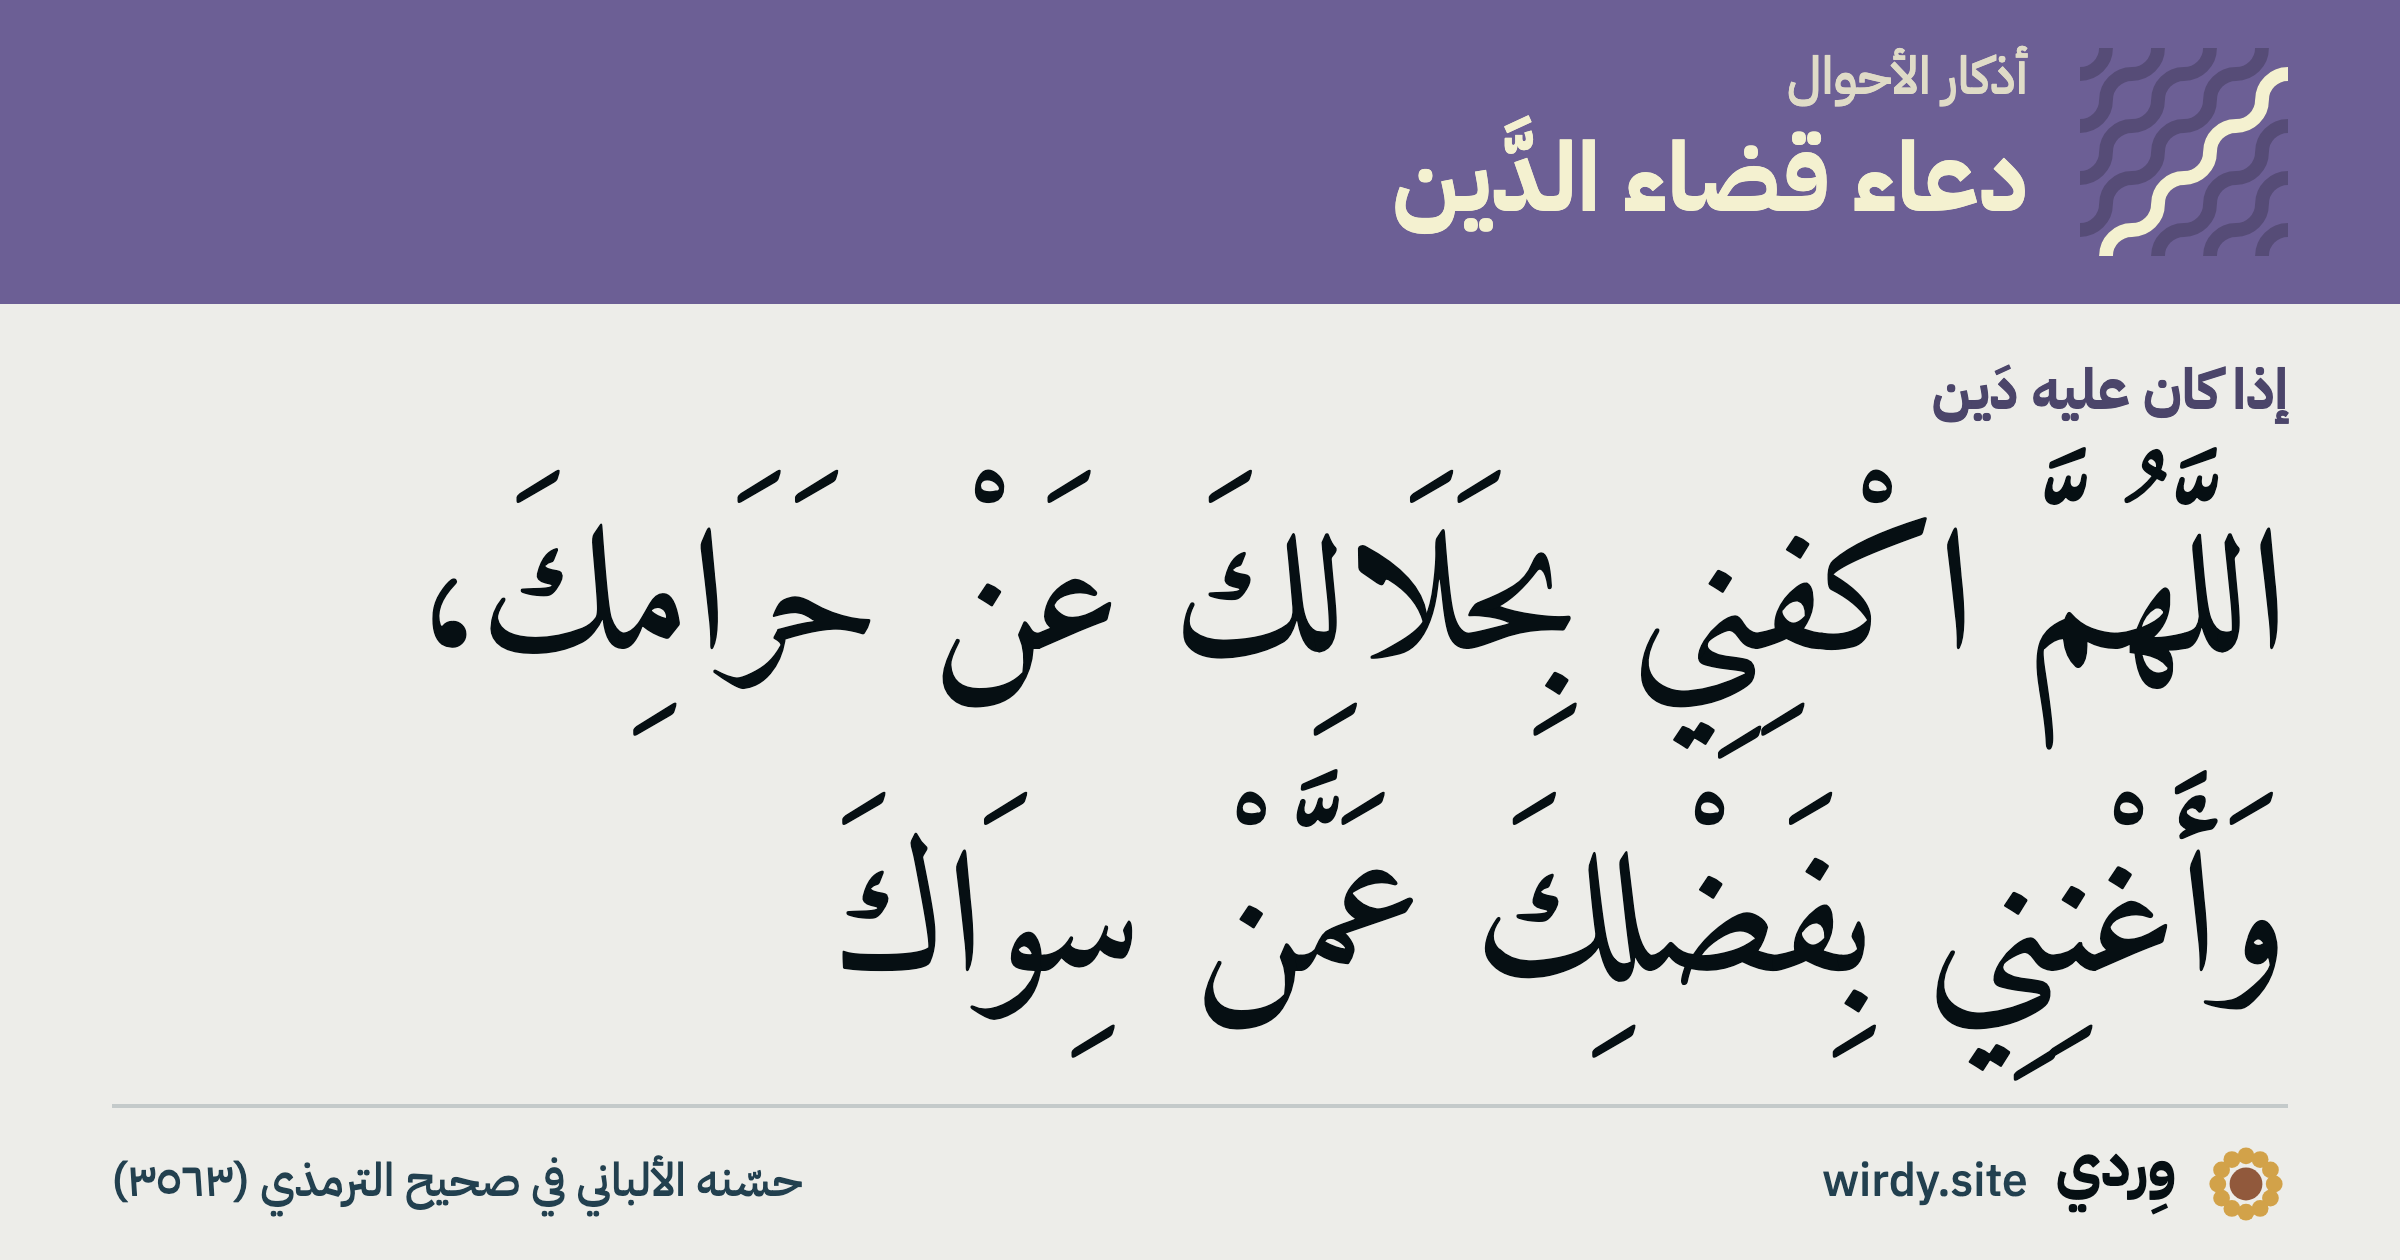 أذكار الأحوال
دعاء قضاء الدَّين
إذا كان عليه دَين
اللَّهُمَّ اكْفِنِي بِحَلَالِكَ عَنْ حَرَامِكَ،
وَأَغْنِنِي بِفَضْلِكَ عَمَّنْ سِوَاكَ
وِردي wirdy.site
حسّنه الألباني في صحيح الترمذي (٣٥٦٣)